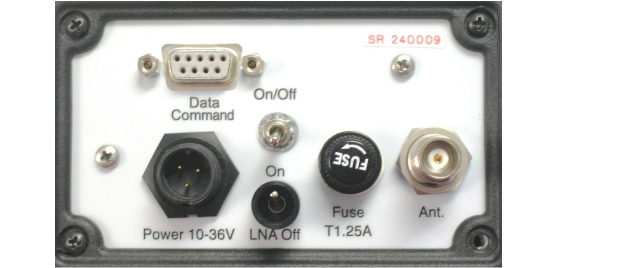 SR 240009
On/Off
Data
Command
On
FUSE
Power 10-36V
LNA Off
Fuse
T1.25A
Ant.